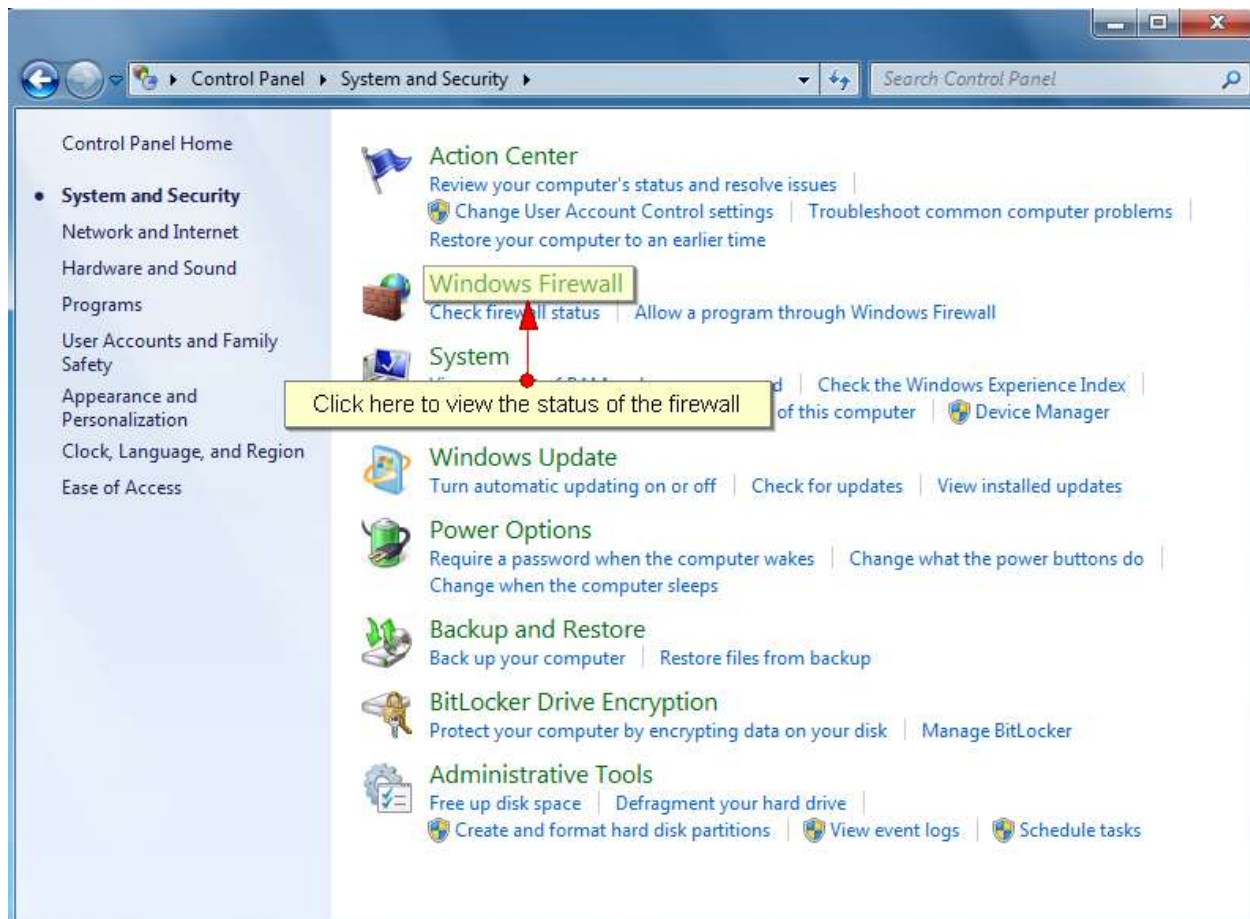 Control Panel ▸ System and Security ▸
Search Control Panel
Control Panel Home
System and Security
Network and Internet
Hardware and Sound
Programs
User Accounts and Family
Safety
Appearance and
Personalization
Clock, Language, and Region
Ease of Access
Action Center
Review your computer's status and resolve issues
Change User Account Control settings Troubleshoot common computer problems
Restore your computer to an earlier time
Windows Firewall
Check firewall status Allow a program through Windows Firewall
System
Check the Windows Experience Index
Click here to view the status of the firewall
of this computer Device Manager
Windows Update
Turn automatic updating on or off Check for updates View installed updates
Power Options
Require a password when the computer wakes Change what the power buttons do
Change when the computer sleeps
Backup and Restore
Back up your computer Restore files from backup
BitLocker Drive Encryption
Protect your computer by encrypting data on your disk Manage BitLocker
Administrative Tools
Free up disk space Defragment your hard drive
Create and format hard disk partitions View event logs Schedule tasks